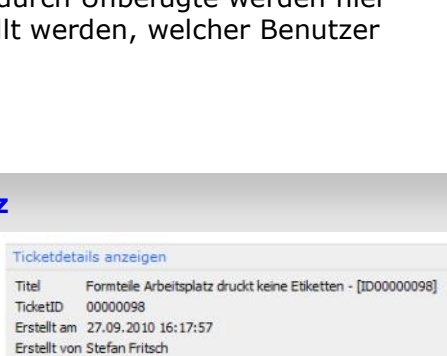 durch Unbefugte werden hier
llt werden, welcher Benutzer
z
Ticketdetails anzeigen
Titel Formteile Arbeitsplatz druckt keine Etiketten - [ID00000098]
TicketID 00000098
Erstellt am 27.09.2010 16:17:57
Erstellt von Stefan Fritsch